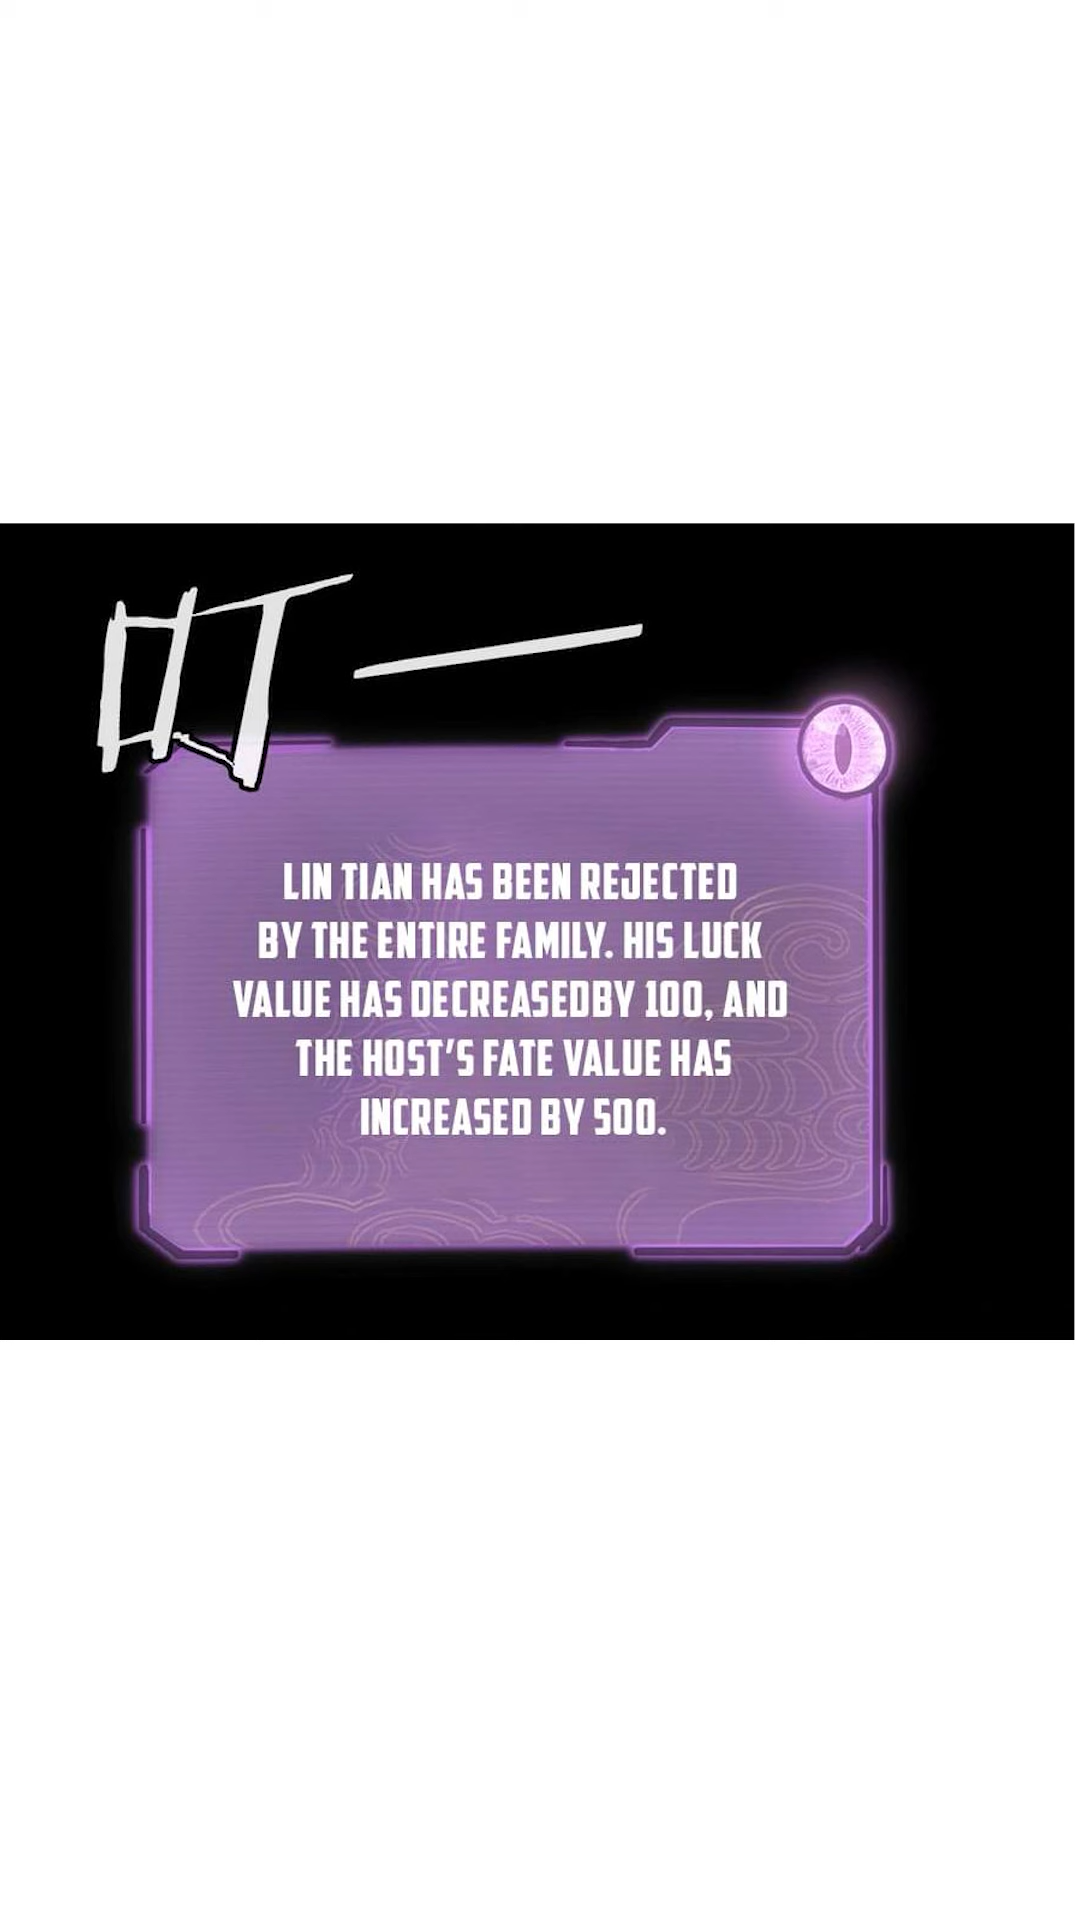 叮一
LIN TIAN HAS BEEN REJECTED
BY THE ENTIRE FAMILY. HIS LUCK
VALUE HAS DECREASEDBY 100, AND
THE HOST'S FATE VALUE HAS
INCREASED BY 500.